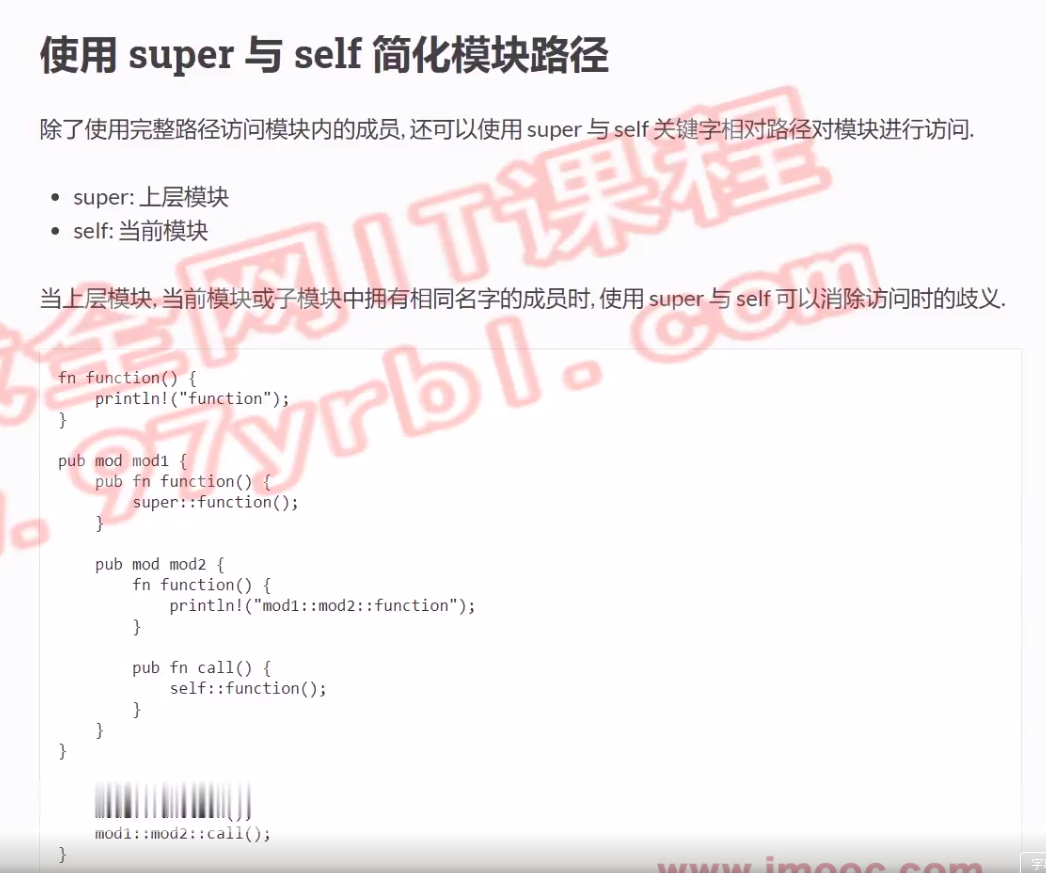 使用 super 与 self 简化模块路径
除了使用完整路径访问模块内的成员, 还可以使用 super 与 self 关键字相对路径对模块进行访问.
• super: 上层模块
• self: 当前模块
当上层模块, 当前模块或子模块中拥有相同名字的成员时, 使用 super 与 self 可以消除访问时的歧义.
fn function() {
    println!("function");
}
pub mod mod1 {
    pub fn function() {
        super::function();
    }
    pub mod mod2 {
        fn function() {
            println!("mod1::mod2::function");
        }
        pub fn call() {
            self::function();
        }
    }
}
    mod1::mod2::call();
}
全网IT课程
.97yrbl.com
www.imooc.com